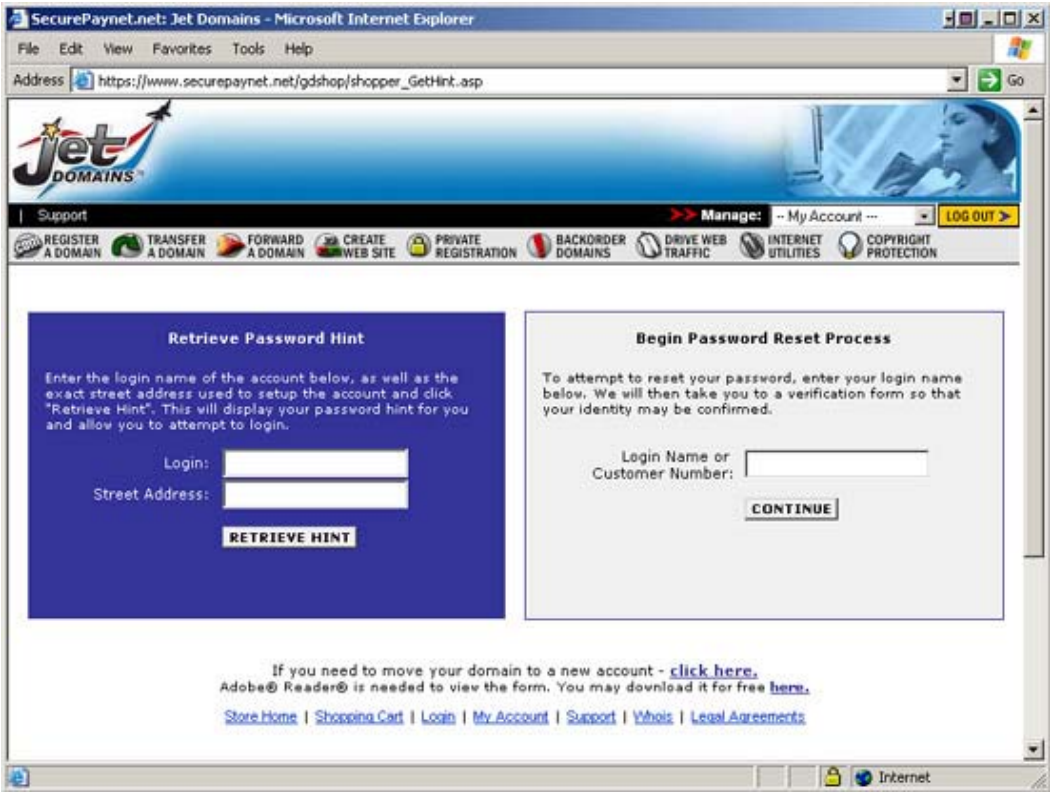 SecurePaynet.net: Jet Domains - Microsoft Internet Explorer
File Edit View Favorites Tools Help
Address https://www.securepaynet.net/gdshop/shopper_GetHint.asp Go
jet
DOMAINS™
| Support >> Manage: -- My Account --- LOG OUT >
.COM REGISTER A DOMAIN TRANSFER A DOMAIN FORWARD A DOMAIN CREATE WEB SITE PRIVATE REGISTRATION BACKORDER DOMAINS DRIVE WEB TRAFFIC INTERNET UTILITIES COPYRIGHT PROTECTION
Retrieve Password Hint
Enter the login name of the account below, as well as the
exact street address used to setup the account and click
"Retrieve Hint". This will display your password hint for you
and allow you to attempt to login.
Login:
Street Address:
RETRIEVE HINT
Begin Password Reset Process
To attempt to reset your password, enter your login name
below. We will then take you to a verification form so that
your identity may be confirmed.
Login Name or
Customer Number:
CONTINUE
If you need to move your domain to a new account - click here.
Adobe® Reader® is needed to view the form. You may download it for free here.
Store Home | Shopping Cart | Login | My Account | Support | Whois | Legal Agreements
Internet